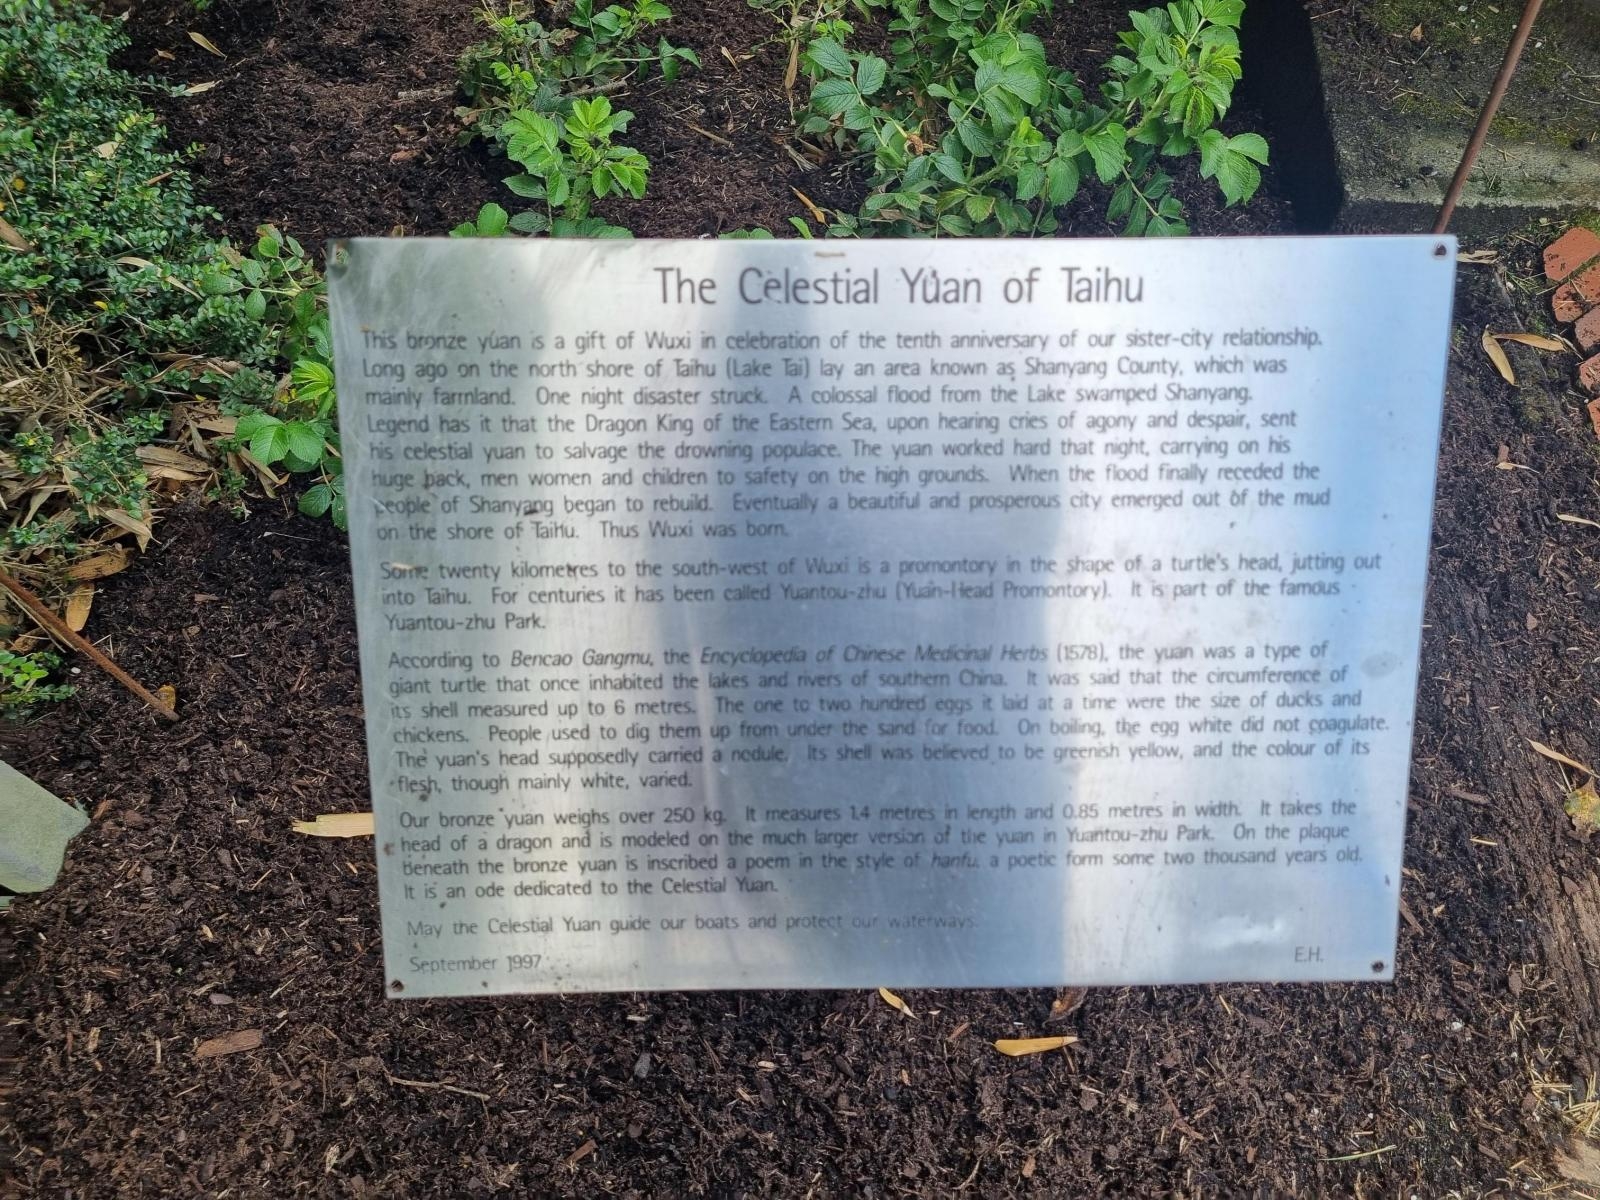 The Celestial Yuan of Taihu
This bronze yuan is a gift of Wuxi in celebration of the tenth anniversary of our sister-city relationship.
Long ago on the north shore of Taihu (Lake Tai) lay an area known as Shanyang County, which was
mainly farmland. One night disaster struck. A colossal flood from the Lake swamped Shanyang.
Legend has it that the Dragon King of the Eastern Sea, upon hearing cries of agony and despair, sent
his celestial yuan to salvage the drowning populace. The yuan worked hard that night, carrying on his
huge back, men women and children to safety on the high grounds. When the flood finally receded the
people of Shanyang began to rebuild. Eventually a beautiful and prosperous city emerged out of the mud
on the shore of Taihu. Thus Wuxi was born.
Some twenty kilometres to the south-west of Wuxi is a promontory in the shape of a turtle's head, jutting out
into Taihu. For centuries it has been called Yuantou-zhu (Yuan-Head Promontory). It is part of the famous
Yuantou-zhu Park.
According to Bencao Gangmu, the Encyclopedia of Chinese Medicinal Herbs (1578), the yuan was a type of
giant turtle that once inhabited the lakes and rivers of southern China. It was said that the circumference of
its shell measured up to 6 metres. The one to two hundred eggs it laid at a time were the size of ducks and
chickens. People used to dig them up from under the sand for food. On boiling, the egg white did not coagulate.
The yuan's head supposedly carried a nodule. Its shell was believed to be greenish yellow, and the colour of its
flesh, though mainly white, varied.
Our bronze yuan weighs over 250 kg. It measures 1.4 metres in length and 0.85 metres in width. It takes the
head of a dragon and is modeled on the much larger version of the yuan in Yuantou-zhu Park. On the plaque
beneath the bronze yuan is inscribed a poem in the style of hanfu, a poetic form some two thousand years old.
It is an ode dedicated to the Celestial Yuan.
May the Celestial Yuan guide our boats and protect our waterways.
September 1997
E.H.